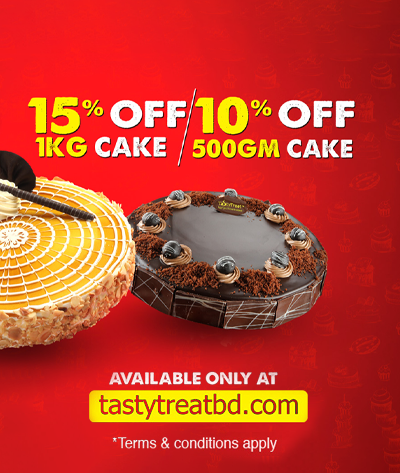 15% OFF / 10% OFF
1KG CAKE / 500GM CAKE
AVAILABLE ONLY AT
tastytreatbd.com
*Terms & conditions apply